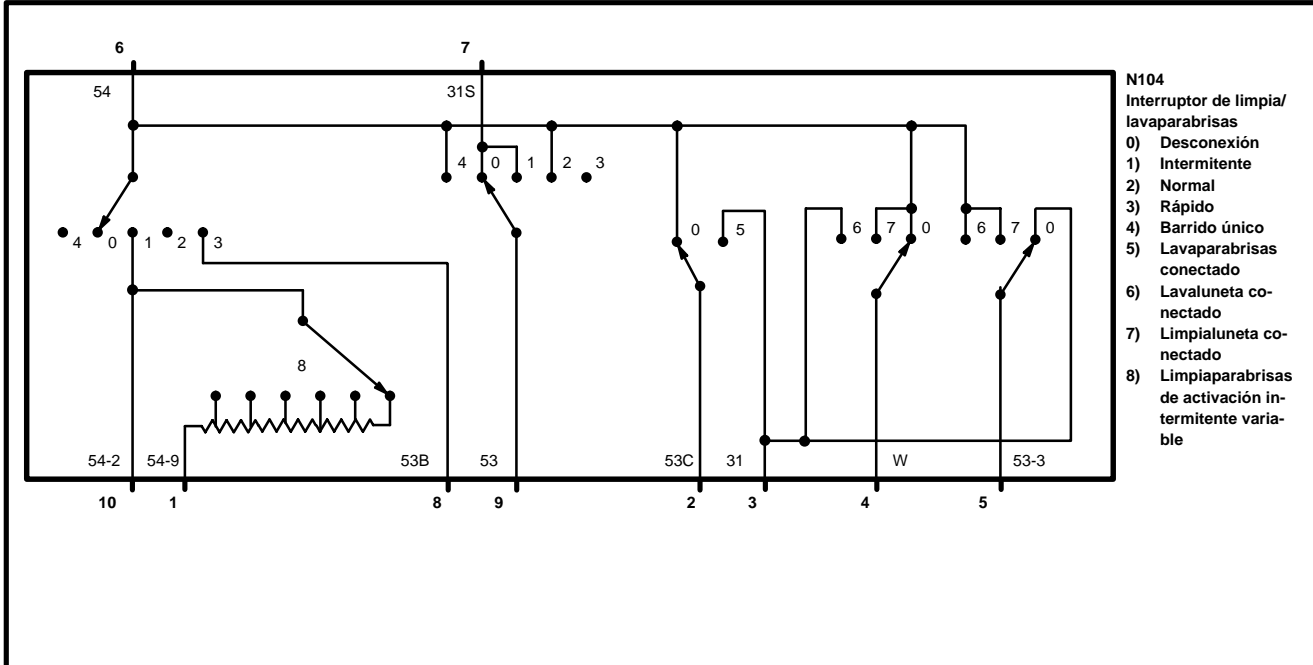 6 7
54 31S
4 0 1 2 3
4 0 1 2 3
0 5
6 7 0
6 7 0
8
54-2 54-9 53B 53 53C 31 W 53-3
10 1 8 9 2 3 4 5
N104
Interruptor de limpia/
lavaparabrisas
0) Desconexión
1) Intermitente
2) Normal
3) Rápido
4) Barrido único
5) Lavaparabrisas
conectado
6) Lavaluneta co-
nectado
7) Limpialuneta co-
nectado
8) Limpiaparabrisas
de activación in-
termitente varia-
ble